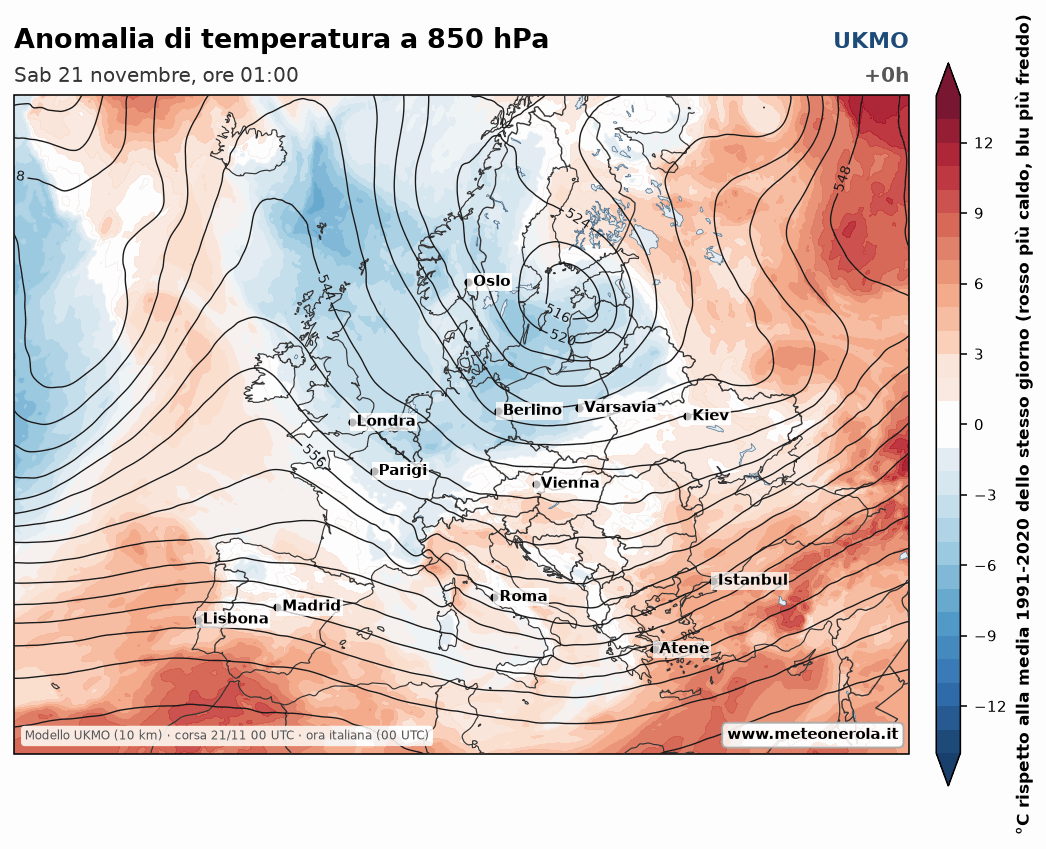 Anomalia di temperatura a 850 hPa
UKMO
Sab 21 novembre, ore 01:00
+0h
548
8
524
Oslo
516
520
Berlino
Varsavia
Kiev
Londra
556
Parigi
Vienna
Istanbul
Roma
Madrid
Lisbona
Atene
Modello UKMO (10 km) · corsa 21/11 00 UTC · ora italiana (00 UTC)
www.meteonerola.it
12
9
6
3
0
−3
−6
−9
−12
°C rispetto alla media 1991-2020 dello stesso giorno (rosso più caldo, blu più freddo)